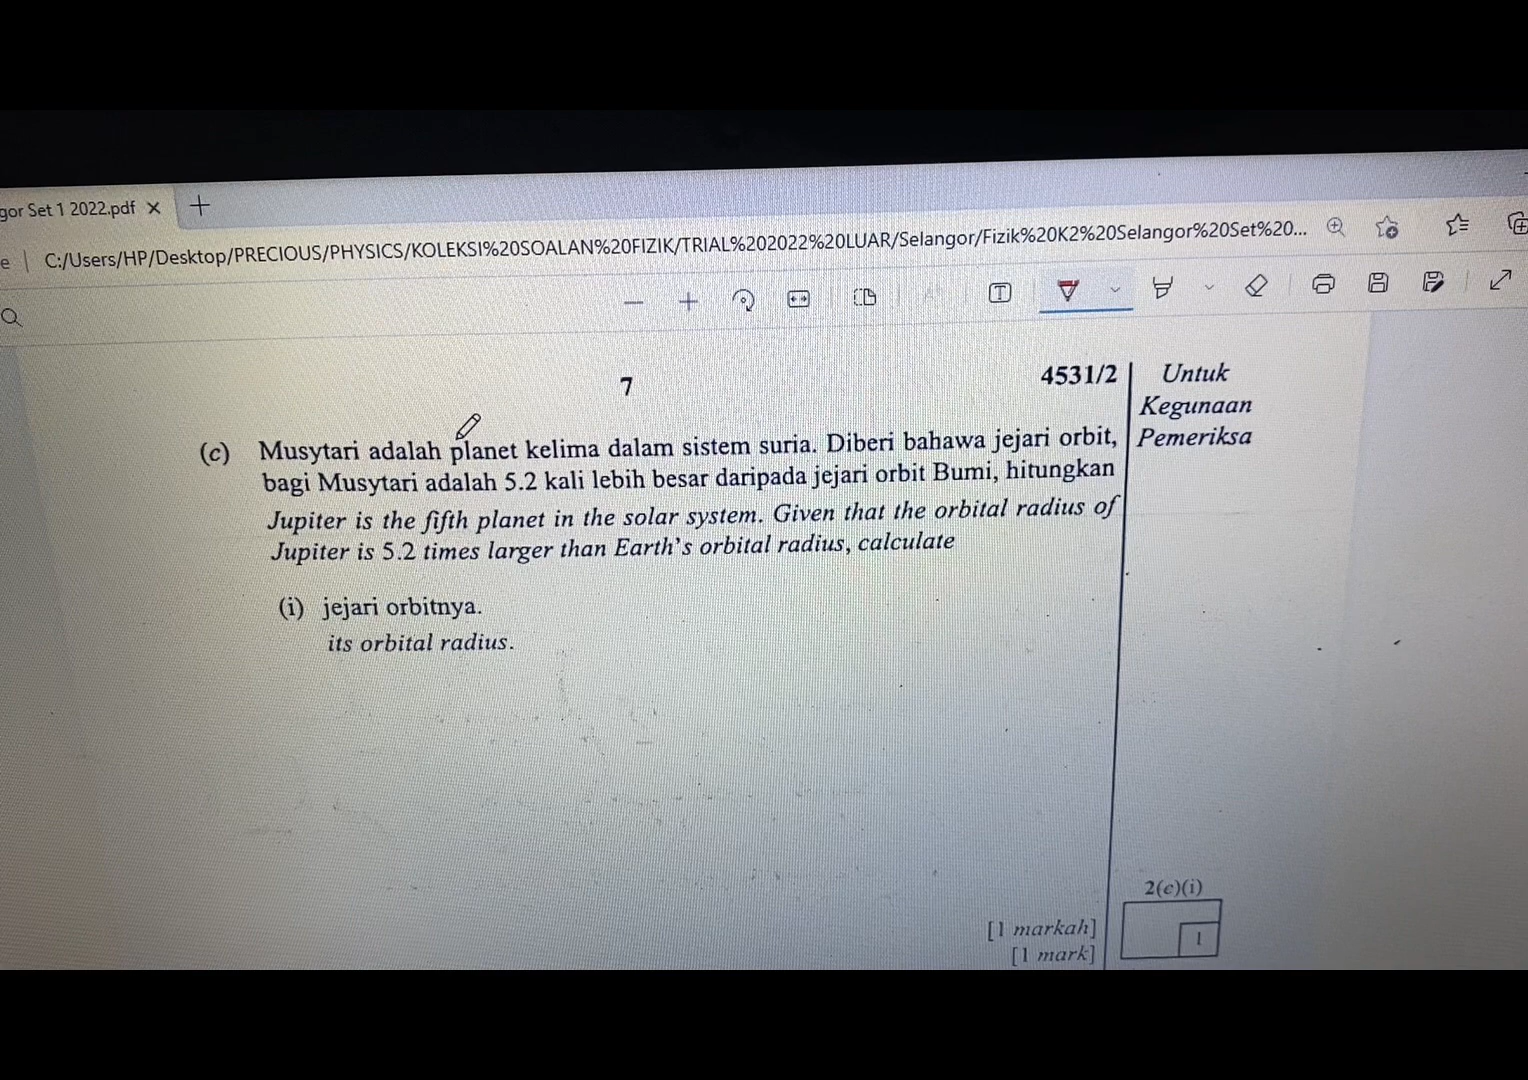 gor Set 1 2022.pdf
e | C:/Users/HP/Desktop/PRECIOUS/PHYSICS/KOLEKSI%20SOALAN%20FIZIK/TRIAL%202022%20LUAR/Selangor/Fizik%20K2%20Selangor%20Set%20...
7
4531/2
Untuk
Kegunaan
Pemeriksa
(c) Musytari adalah planet kelima dalam sistem suria. Diberi bahawa jejari orbit,
bagi Musytari adalah 5.2 kali lebih besar daripada jejari orbit Bumi, hitungkan
Jupiter is the fifth planet in the solar system. Given that the orbital radius of
Jupiter is 5.2 times larger than Earth's orbital radius, calculate
(i) jejari orbitnya.
its orbital radius.
2(c)(i)
[1 markah]
[1 mark]
1